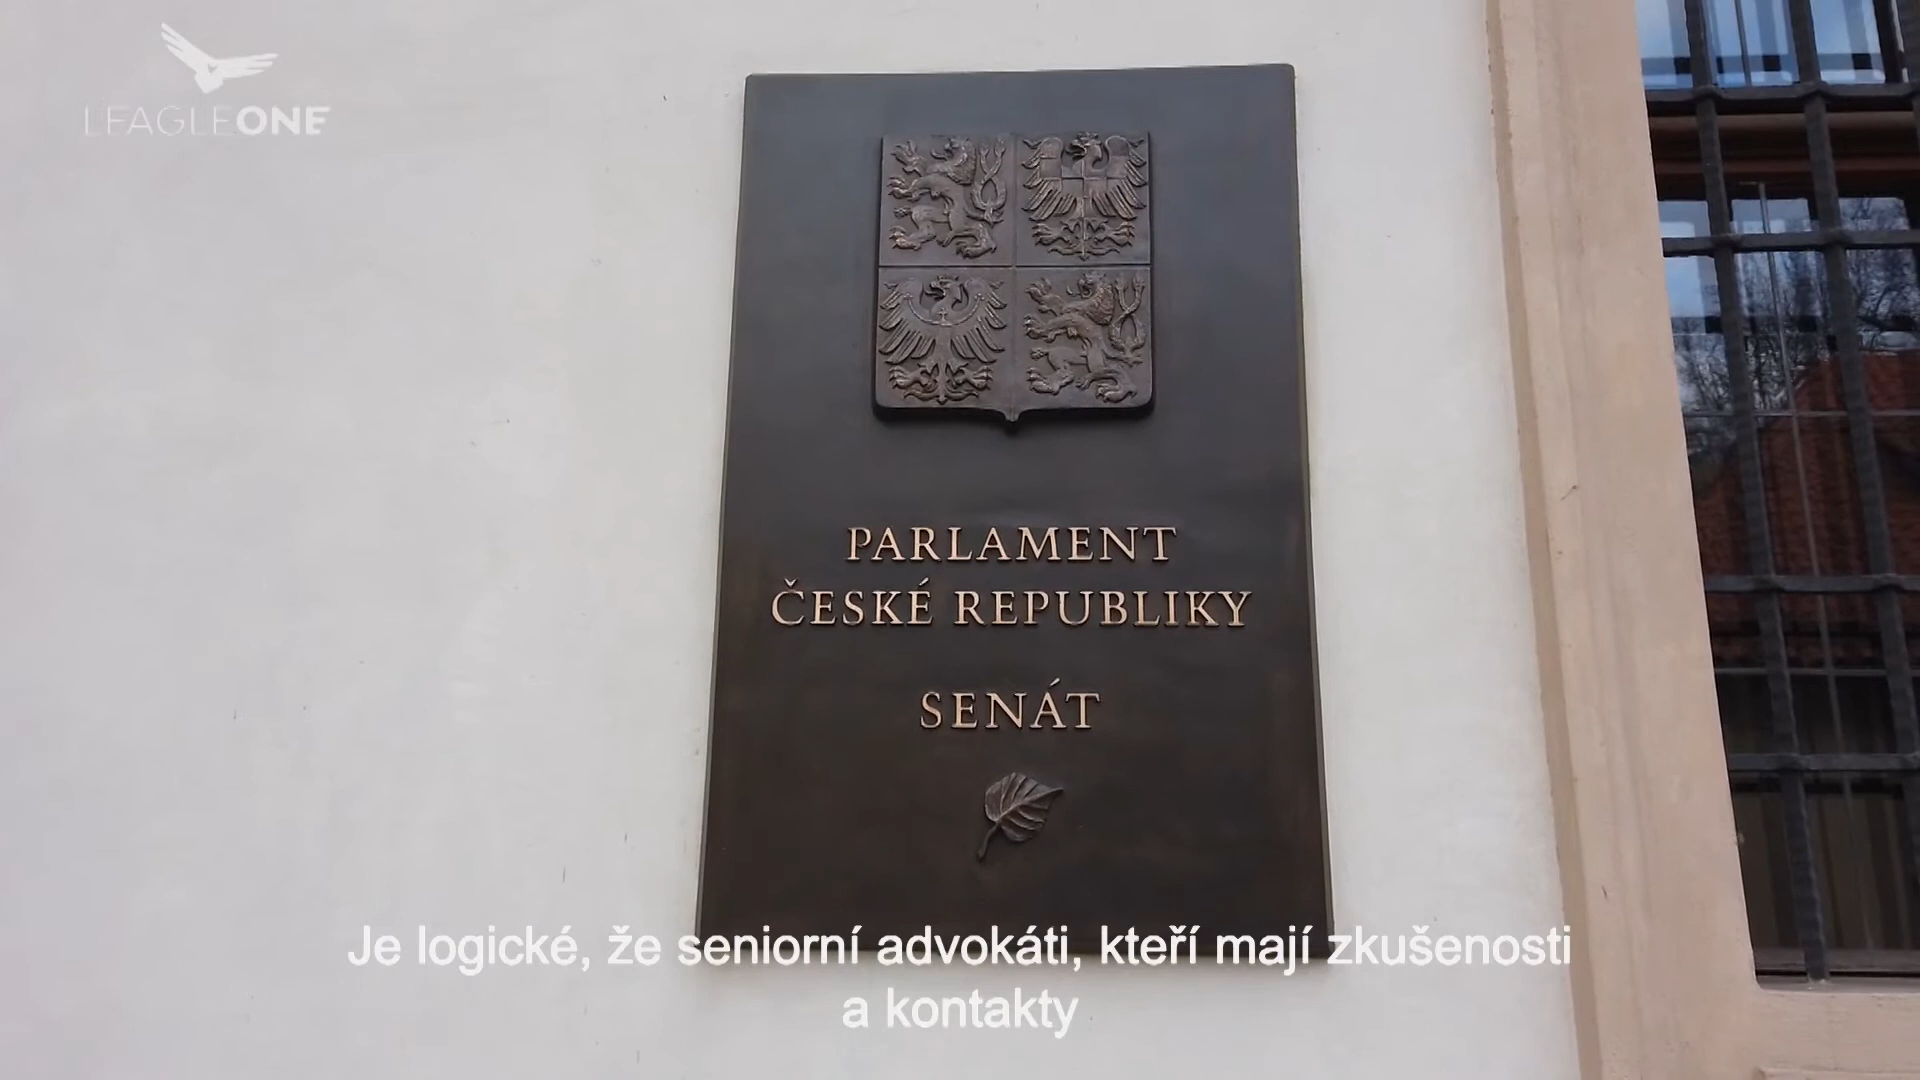 LEAGLEONE
PARLAMENT
ČESKÉ REPUBLIKY
SENÁT
Je logické, že seniorní advokáti, kteří mají zkušenosti
a kontakty